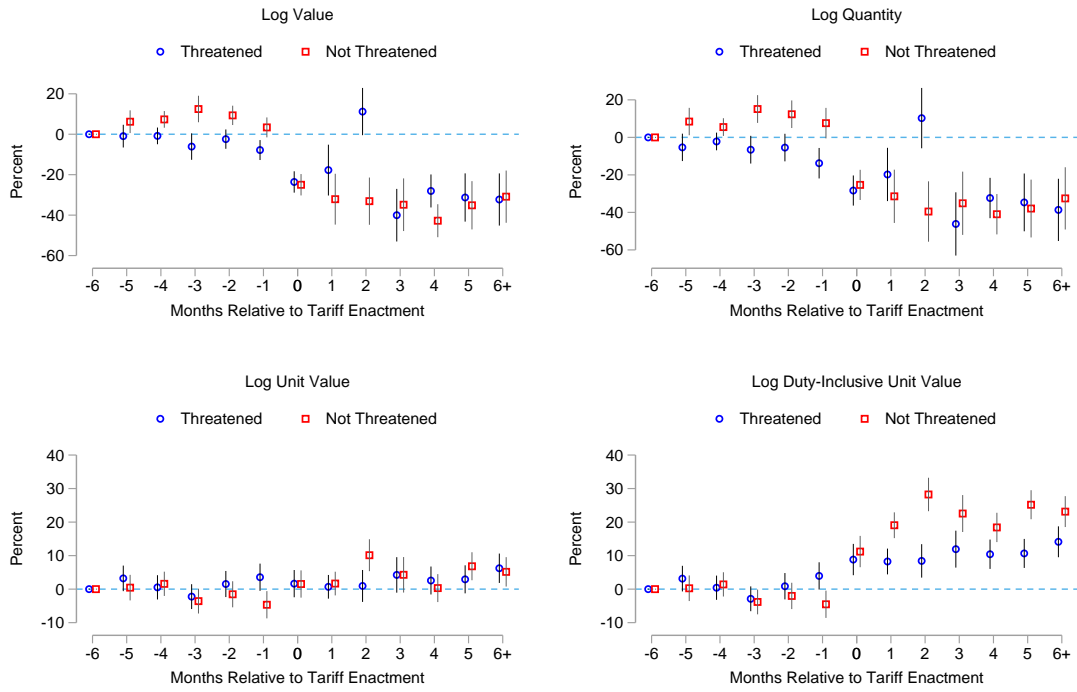 Log Value
Threatened Not Threatened
20
0
-20
-40
-60
Percent
-6 -5 -4 -3 -2 -1 0 1 2 3 4 5 6+
Months Relative to Tariff Enactment
Log Quantity
Threatened Not Threatened
20
0
-20
-40
-60
Percent
-6 -5 -4 -3 -2 -1 0 1 2 3 4 5 6+
Months Relative to Tariff Enactment
Log Unit Value
Threatened Not Threatened
40
30
20
10
0
-10
Percent
-6 -5 -4 -3 -2 -1 0 1 2 3 4 5 6+
Months Relative to Tariff Enactment
Log Duty-Inclusive Unit Value
Threatened Not Threatened
40
30
20
10
0
-10
Percent
-6 -5 -4 -3 -2 -1 0 1 2 3 4 5 6+
Months Relative to Tariff Enactment